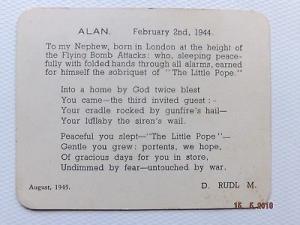 ALAN. February 2nd, 1944.
To my Nephew, born in London at the height of
the Flying Bomb Attacks: who, sleeping peace-
fully with folded hands through all alarms, earned
for himself the sobriquet of "The Little Pope."
Into a home by God twice blest
You came—the third invited guest:-
Your cradle rocked by gunfire's hail—
Your lullaby the siren's wail.
Peaceful you slept—"The Little Pope"—
Gently you grew: portents, we hope,
Of gracious days for you in store,
Undimmed by fear—untouched by war.
August, 1945. D. RUDL M.
15 5 2019